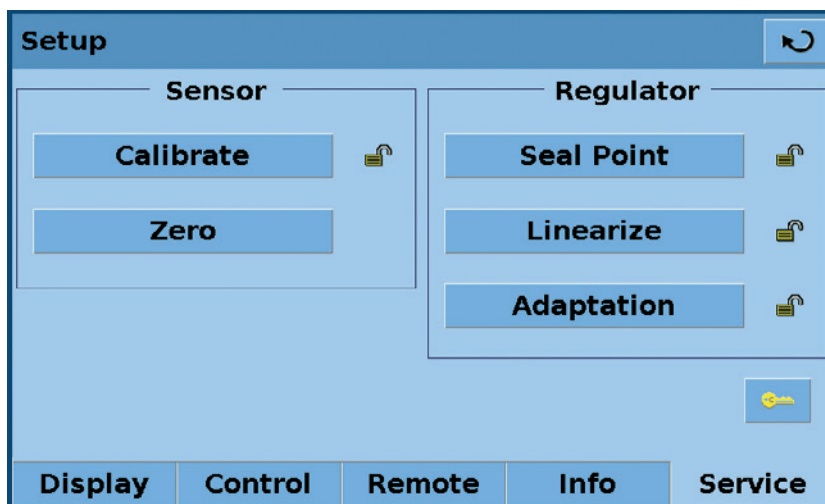 Setup
Sensor
Calibrate
Zero
Regulator
Seal Point
Linearize
Adaptation
Display Control Remote Info Service